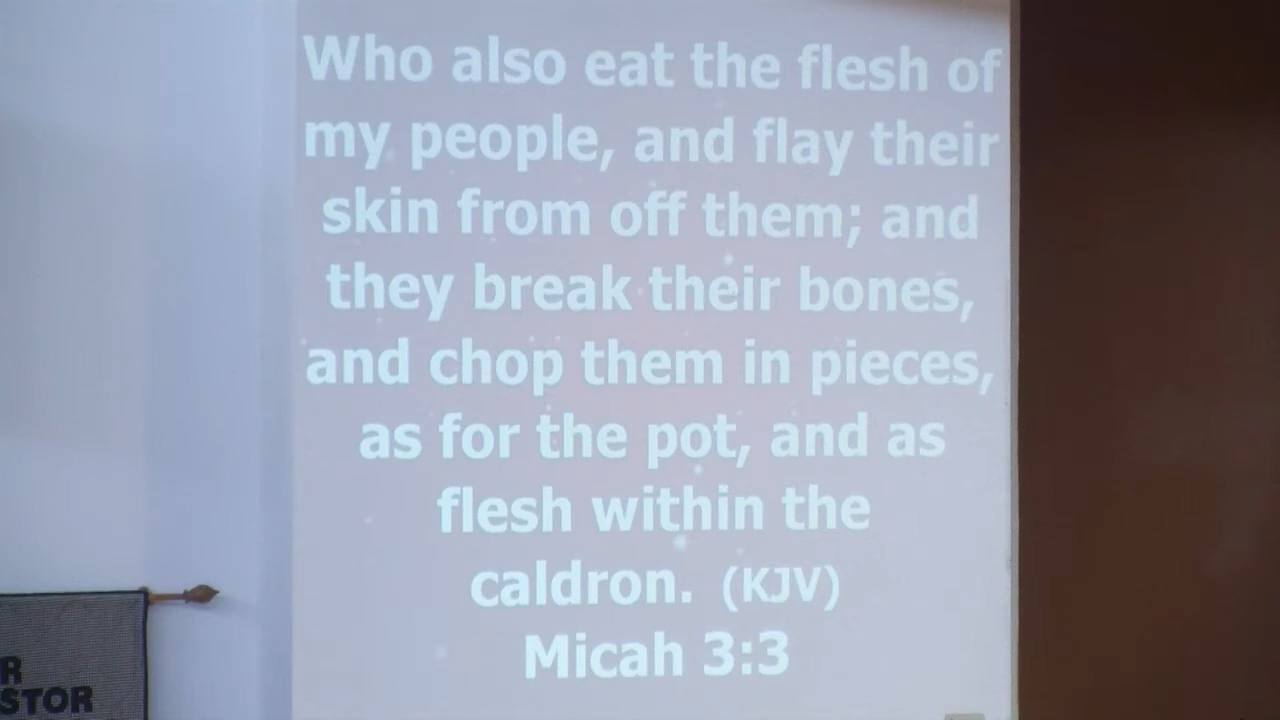 Who also eat the flesh of
my people, and flay their
skin from off them; and
they break their bones,
and chop them in pieces,
as for the pot, and as
flesh within the
caldron. (KJV)
Micah 3:3
R
STOR